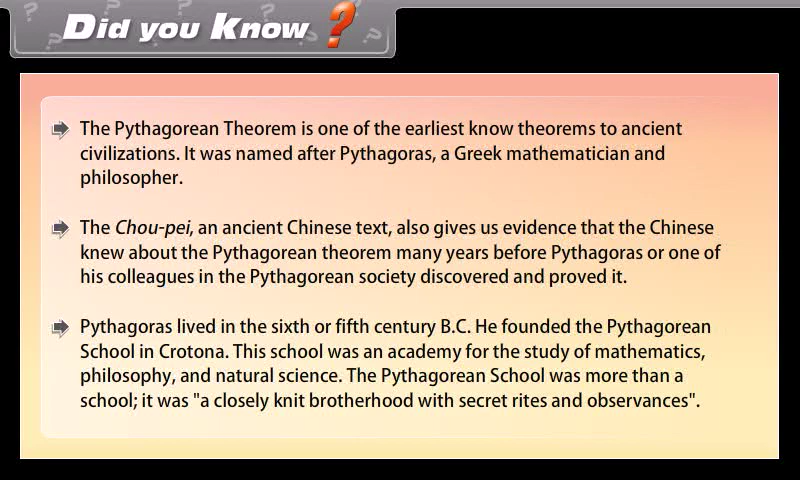 Did you Know ?
The Pythagorean Theorem is one of the earliest know theorems to ancient
civilizations. It was named after Pythagoras, a Greek mathematician and
philosopher.
The Chou-pei, an ancient Chinese text, also gives us evidence that the Chinese
knew about the Pythagorean theorem many years before Pythagoras or one of
his colleagues in the Pythagorean society discovered and proved it.
Pythagoras lived in the sixth or fifth century B.C. He founded the Pythagorean
School in Crotona. This school was an academy for the study of mathematics,
philosophy, and natural science. The Pythagorean School was more than a
school; it was "a closely knit brotherhood with secret rites and observances".